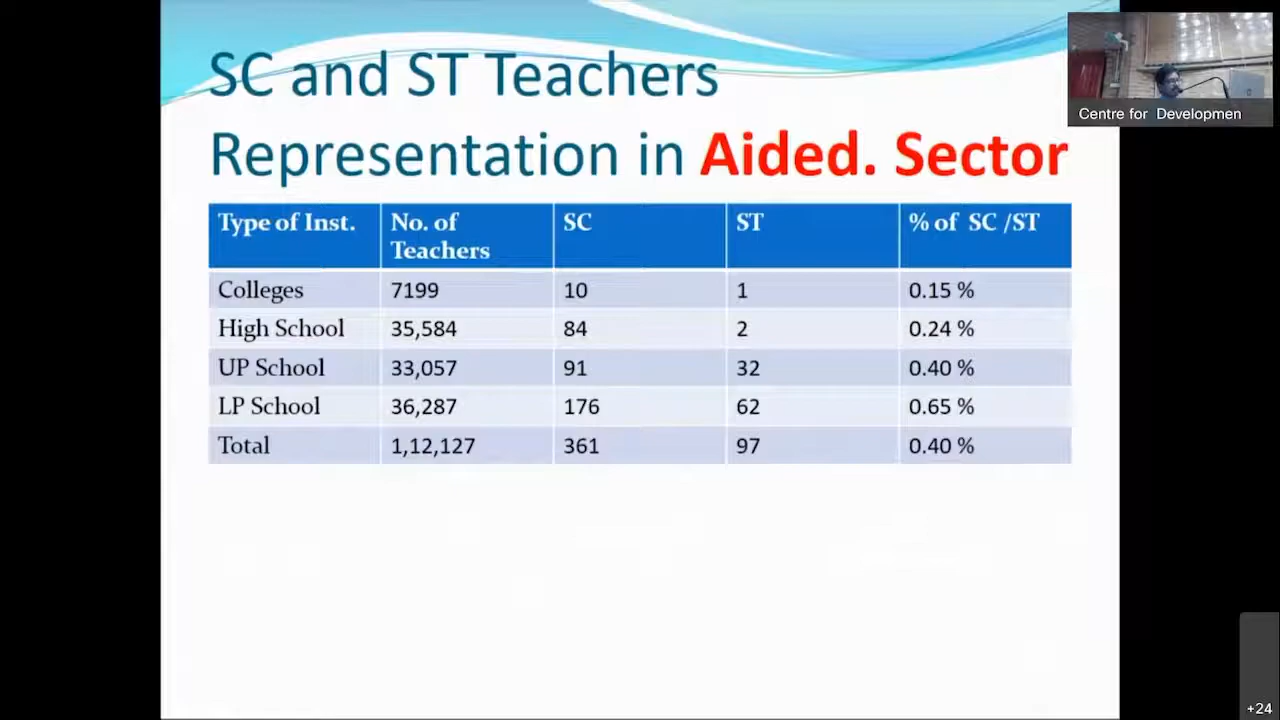 SC and ST Teachers
Representation in Aided. Sector
Type of Inst. No. of Teachers SC ST % of SC /ST
Colleges 7199 10 1 0.15 %
High School 35,584 84 2 0.24 %
UP School 33,057 91 32 0.40 %
LP School 36,287 176 62 0.65 %
Total 1,12,127 361 97 0.40 %
Centre for Developmen
+24